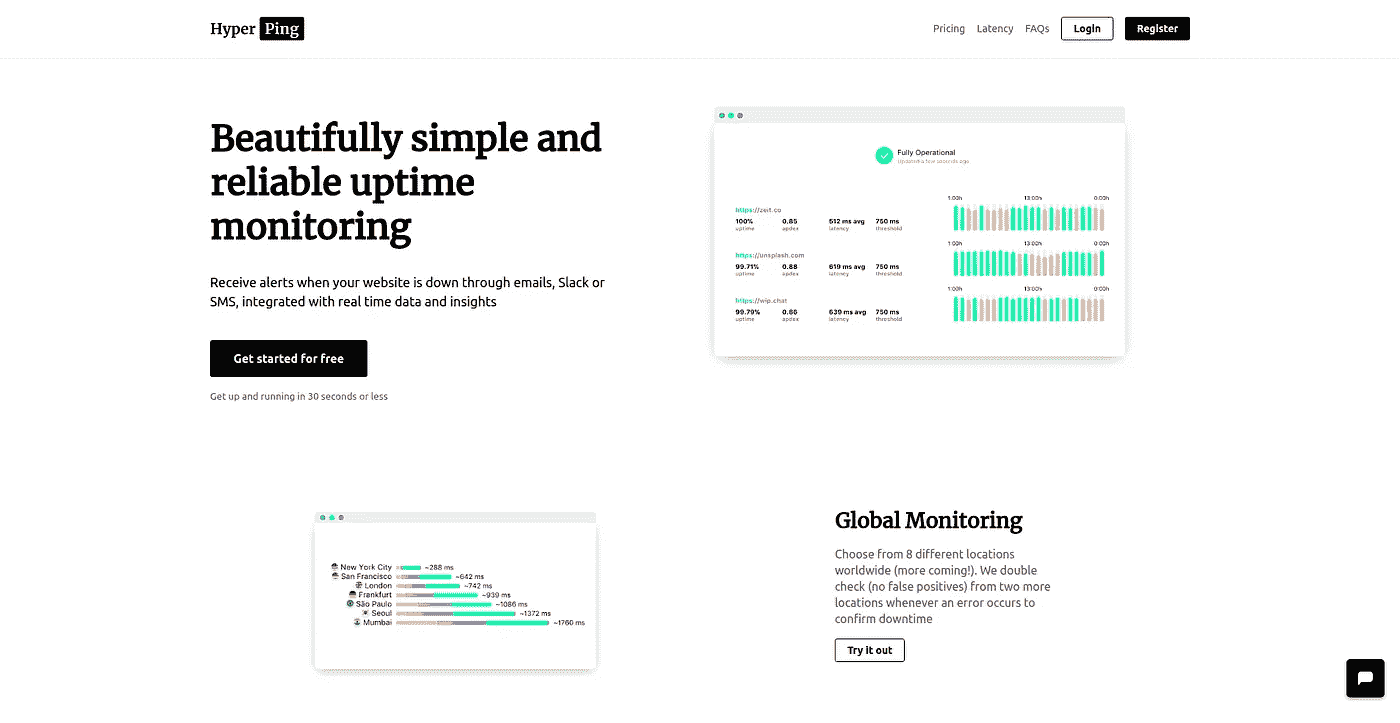 Hyper Ping
Pricing Latency FAQs Login Register
Beautifully simple and
reliable uptime
monitoring
Receive alerts when your website is down through emails, Slack or
SMS, integrated with real time data and insights
Get started for free
Get up and running in 30 seconds or less
Fully Operational
Updated a few seconds ago
https://zeit.co
100% 0.85 512 ms avg 750 ms
uptime apdex latency threshold
1:00h 13:00h 0:00h
https://unsplash.com
99.71% 0.88 619 ms avg 750 ms
uptime apdex latency threshold
1:00h 13:00h 0:00h
https://wip.chat
99.79% 0.86 639 ms avg 750 ms
uptime apdex latency threshold
1:00h 13:00h 0:00h
New York City ~288 ms
San Francisco ~642 ms
London ~742 ms
Frankfurt ~939 ms
São Paulo ~1086 ms
Seoul ~1372 ms
Mumbai ~1760 ms
Global Monitoring
Choose from 8 different locations
worldwide (more coming!). We double
check (no false positives) from two more
locations whenever an error occurs to
confirm downtime
Try it out